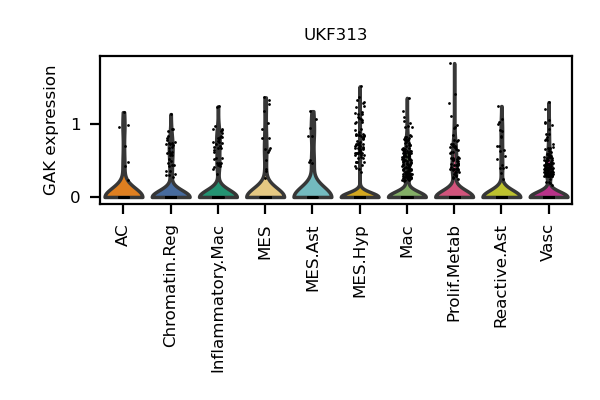 UKF313
GAK expression
1
0
AC
Chromatin.Reg
Inflammatory.Mac
MES
MES.Ast
MES.Hyp
Mac
Prolif.Metab
Reactive.Ast
Vasc